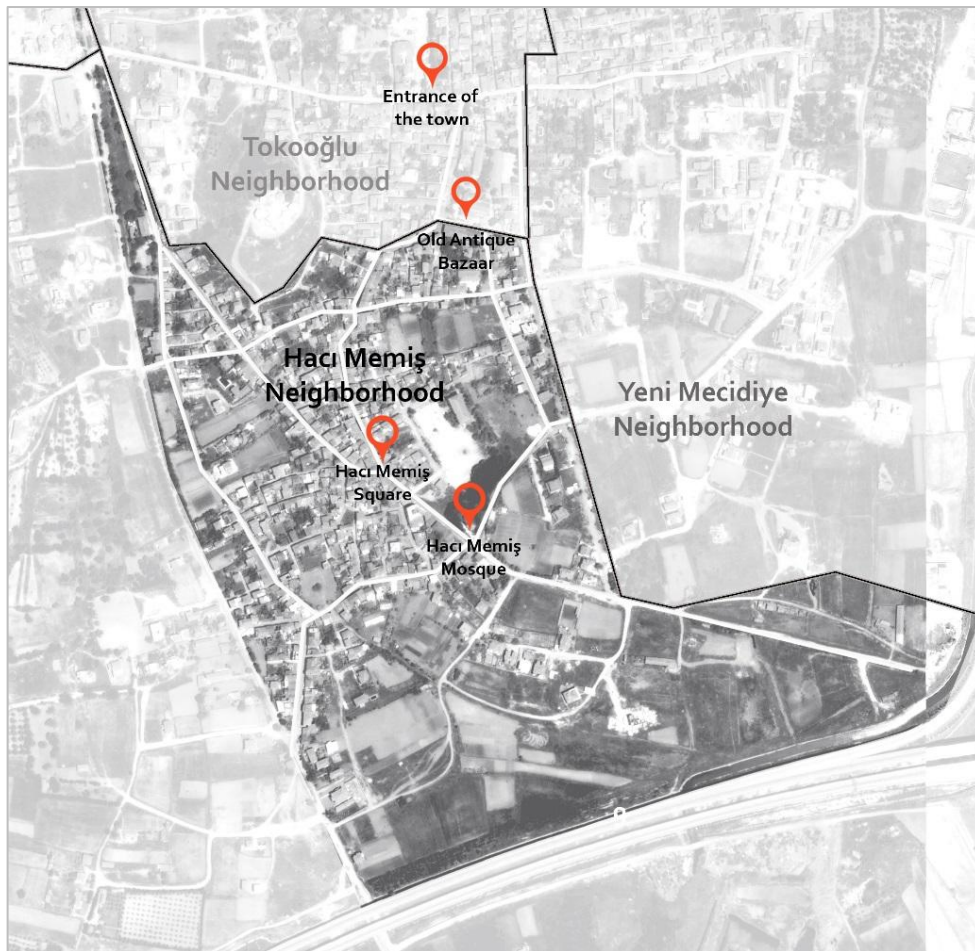 Entrance of
the town
Tokooğlu
Neighborhood
Old Antique
Bazaar
Hacı Memiş
Neighborhood
Yeni Mecidiye
Neighborhood
Hacı Memiş
Square
Hacı Memiş
Mosque